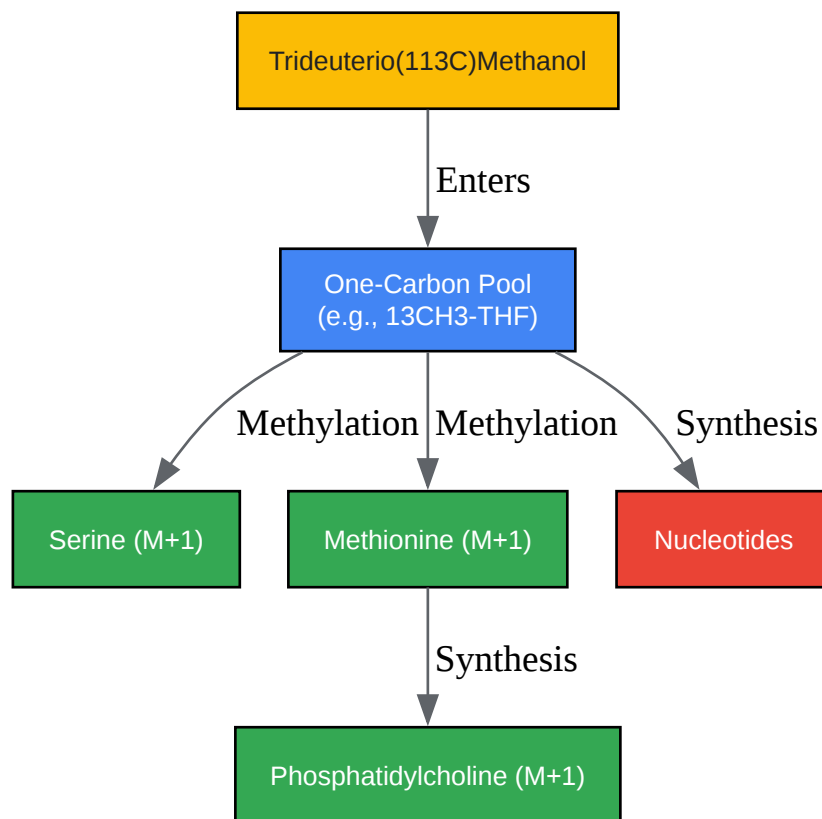 Trideuterio(113C)Methanol
Enters
One-Carbon Pool
(e.g., 13CH3-THF)
Methylation
Methylation
Synthesis
Serine (M+1)
Methionine (M+1)
Nucleotides
Synthesis
Phosphatidylcholine (M+1)